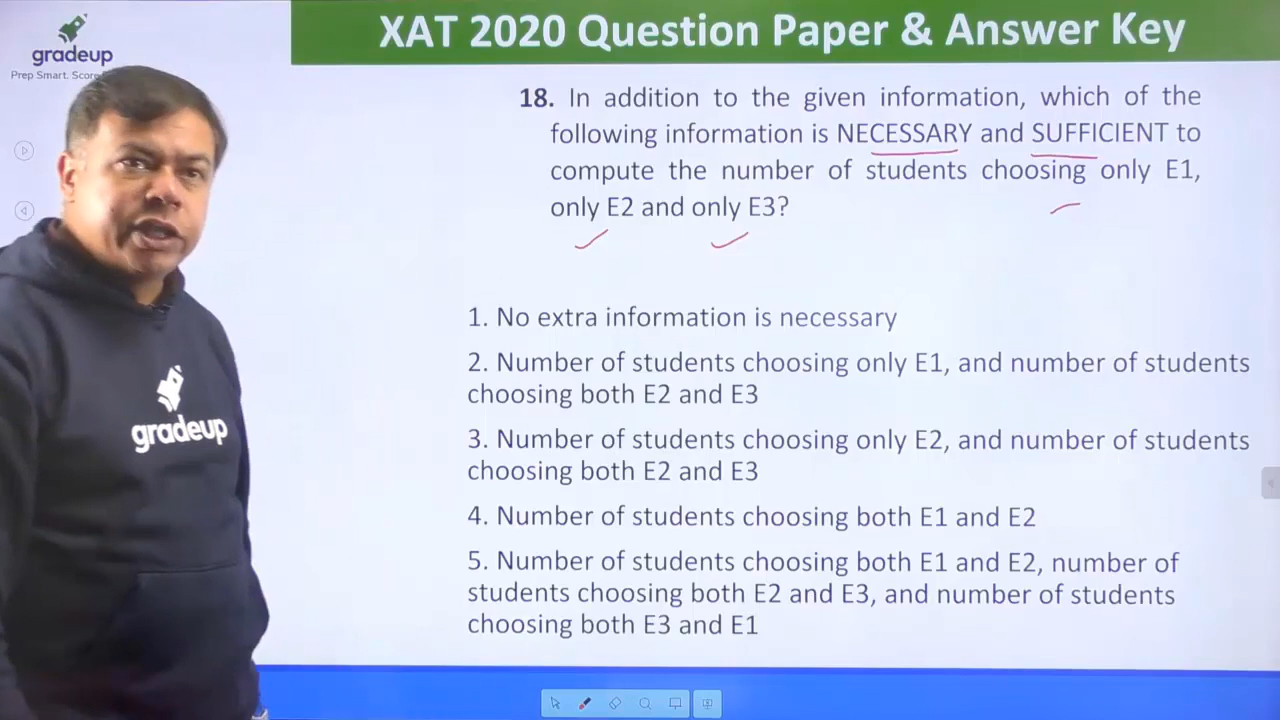 gradeup
Prep Smart. Score
XAT 2020 Question Paper & Answer Key
18. In addition to the given information, which of the
following information is NECESSARY and SUFFICIENT to
compute the number of students choosing only E1,
only E2 and only E3?
1. No extra information is necessary
2. Number of students choosing only E1, and number of students
choosing both E2 and E3
3. Number of students choosing only E2, and number of students
choosing both E2 and E3
4. Number of students choosing both E1 and E2
5. Number of students choosing both E1 and E2, number of
students choosing both E2 and E3, and number of students
choosing both E3 and E1
gradeup